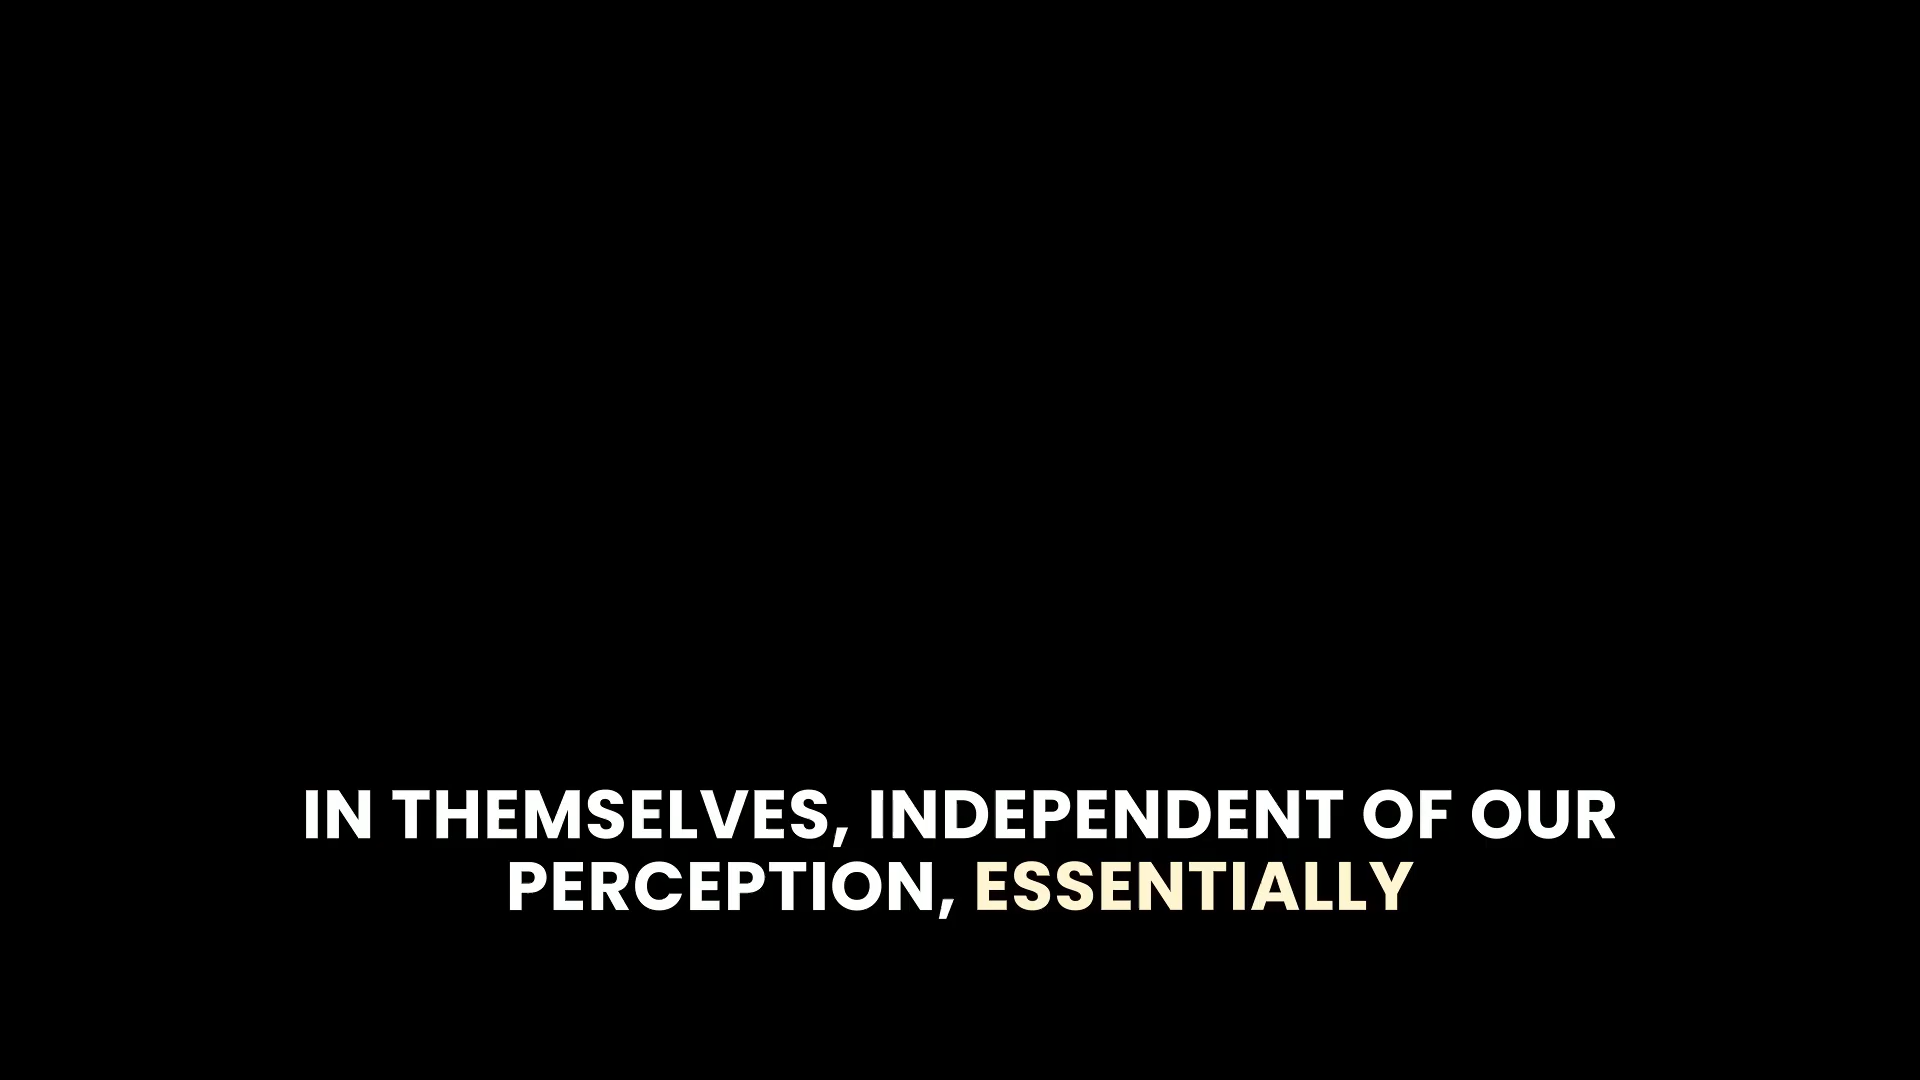 IN THEMSELVES, INDEPENDENT OF OUR
PERCEPTION, ESSENTIALLY